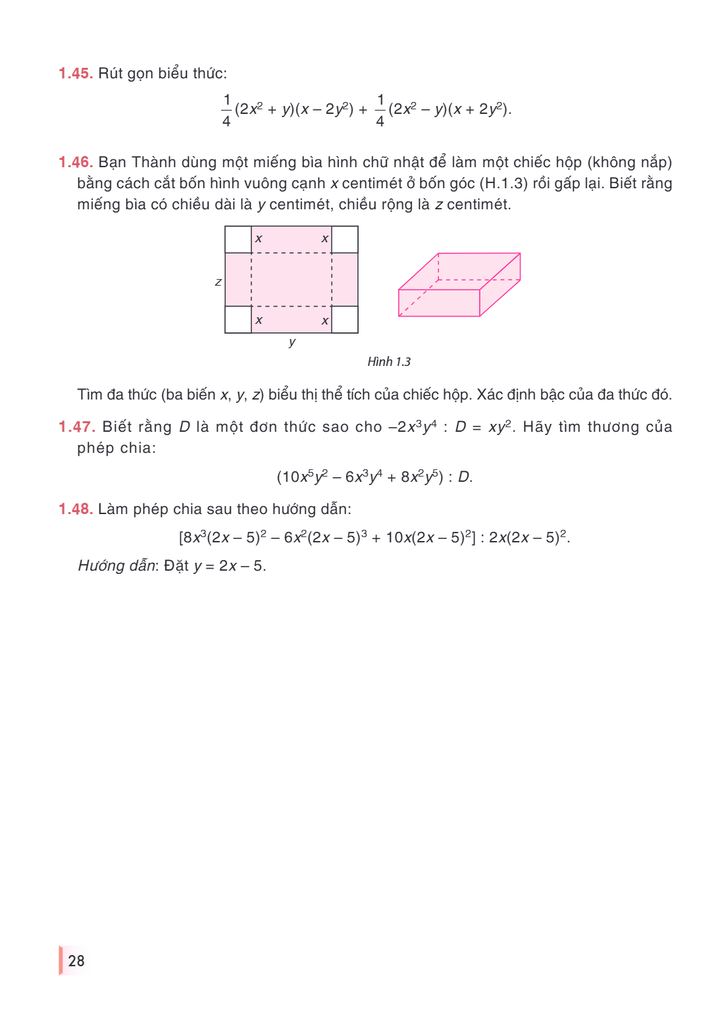 1.45. Rút gọn biểu thức:
1/4 (2x² + y)(x – 2y²) + 1/4 (2x² – y)(x + 2y²).
1.46. Bạn Thành dùng một miếng bìa hình chữ nhật để làm một chiếc hộp (không nắp)
bằng cách cắt bốn hình vuông cạnh x centimét ở bốn góc (H.1.3) rồi gấp lại. Biết rằng
miếng bìa có chiều dài là y centimét, chiều rộng là z centimét.
x x
z
x x
y
Hình 1.3
Tìm đa thức (ba biến x, y, z) biểu thị thể tích của chiếc hộp. Xác định bậc của đa thức đó.
1.47. Biết rằng D là một đơn thức sao cho –2x³y⁴ : D = xy². Hãy tìm thương của
phép chia:
(10x⁵y² – 6x³y⁴ + 8x²y⁵) : D.
1.48. Làm phép chia sau theo hướng dẫn:
[8x³(2x – 5)² – 6x²(2x – 5)³ + 10x(2x – 5)²] : 2x(2x – 5)².
Hướng dẫn: Đặt y = 2x – 5.
28